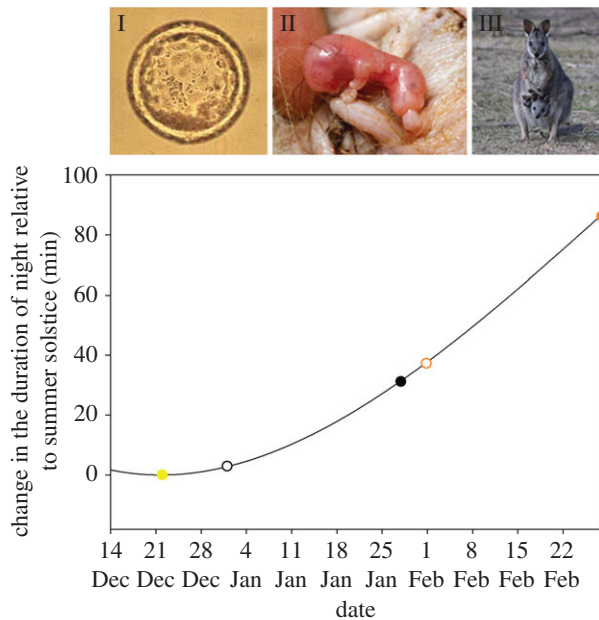 I II III
change in the duration of night relative
to summer solstice (min)
100
80
60
40
20
0
14 21 28 4 11 18 25 1 8 15 22
Dec Dec Dec Jan Jan Jan Jan Feb Feb Feb Feb
date